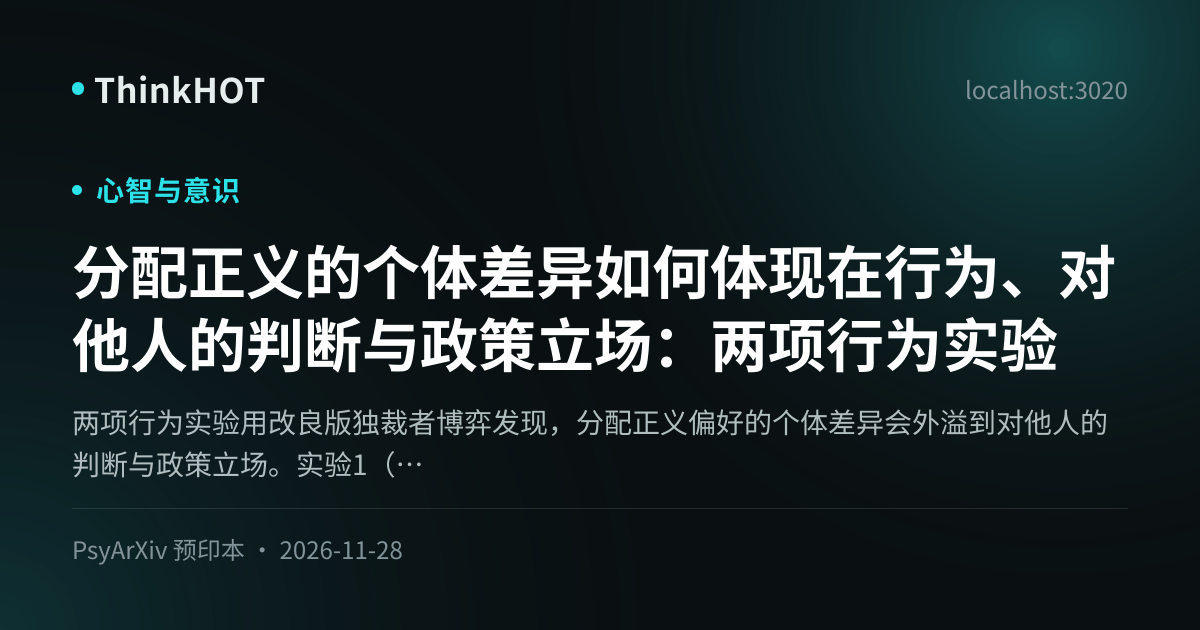 ThinkHOT
localhost:3020
心智与意识
分配正义的个体差异如何体现在行为、对
他人的判断与政策立场：两项行为实验
两项行为实验用改良版独裁者博弈发现，分配正义偏好的个体差异会外溢到对他人的
判断与政策立场。实验1（…
PsyArXiv 预印本 · 2026-11-28